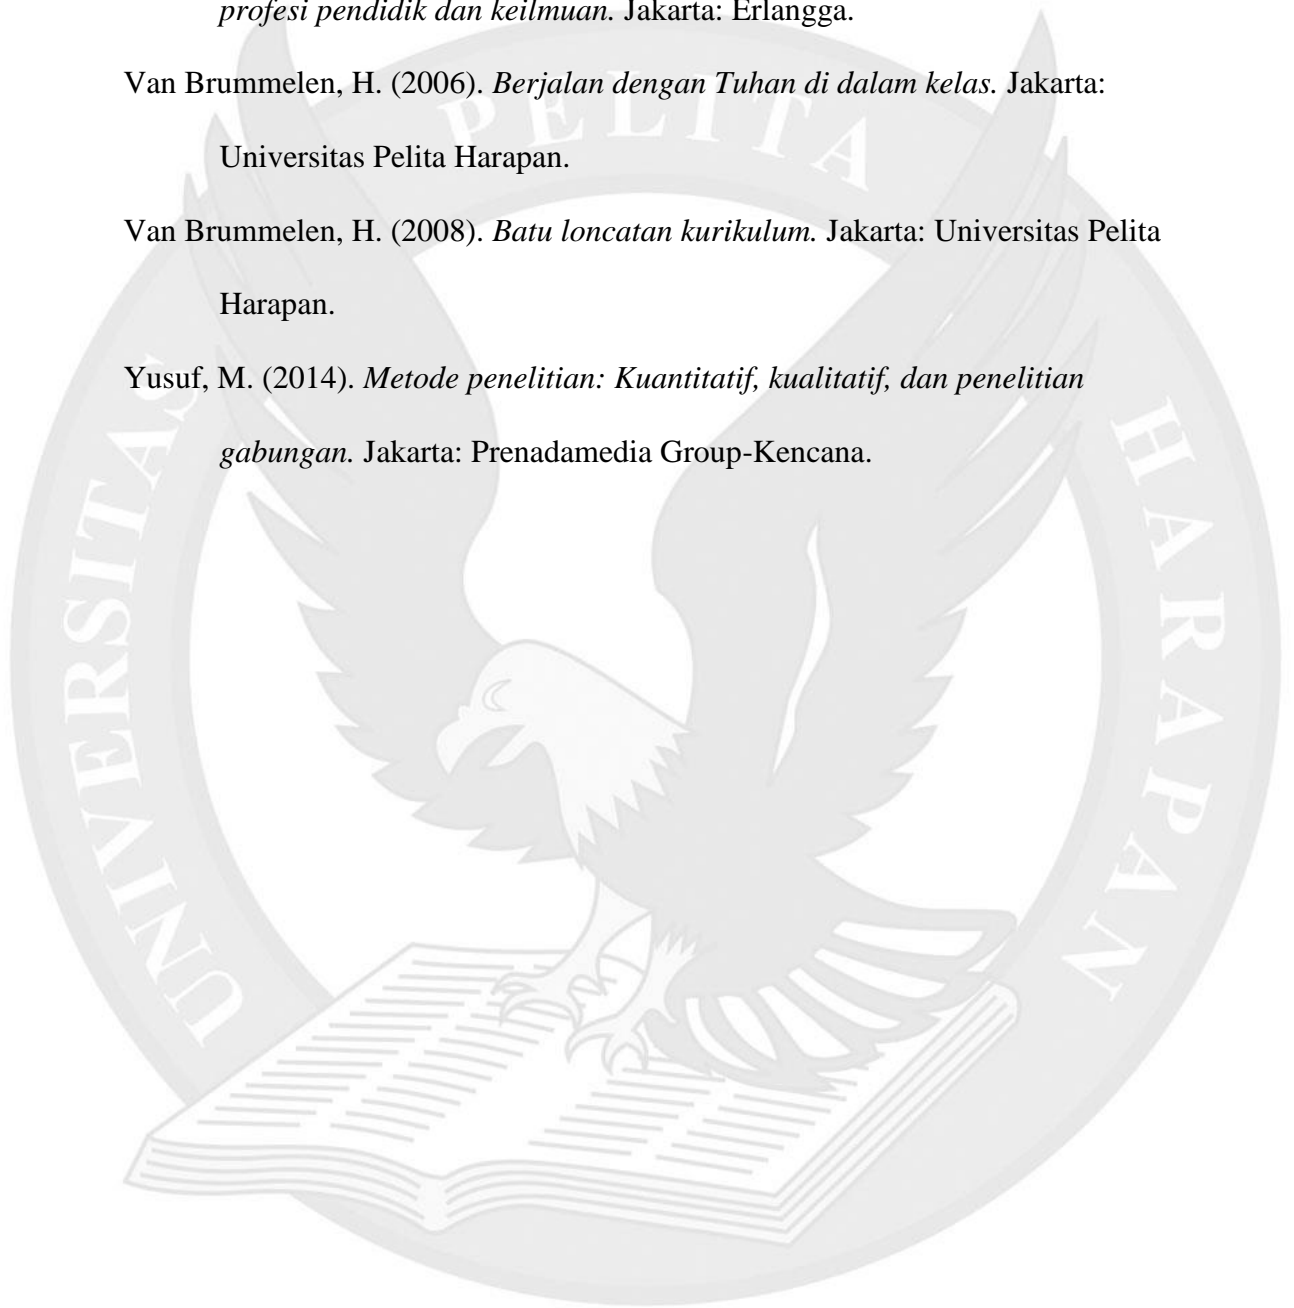 profesi pendidik dan keilmuan. Jakarta: Erlangga.
Van Brummelen, H. (2006). Berjalan dengan Tuhan di dalam kelas. Jakarta:
Universitas Pelita Harapan.
Van Brummelen, H. (2008). Batu loncatan kurikulum. Jakarta: Universitas Pelita
Harapan.
Yusuf, M. (2014). Metode penelitian: Kuantitatif, kualitatif, dan penelitian
gabungan. Jakarta: Prenadamedia Group-Kencana.
UNIVERSITAS PELITA HARAPAN